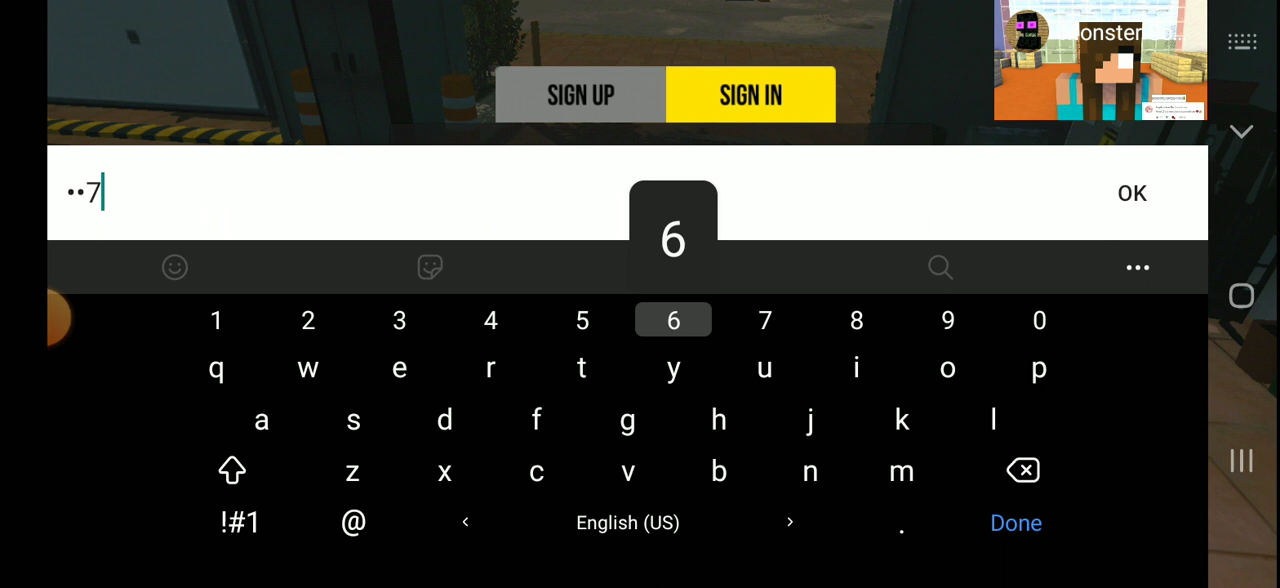 onster
SIGN UP SIGN IN
••7
OK
6
1 2 3 4 5 6 7 8 9 0
q w e r t y u i o p
a s d f g h j k l
z x c v b n m
!#1 @ ‹ English (US) › . Done